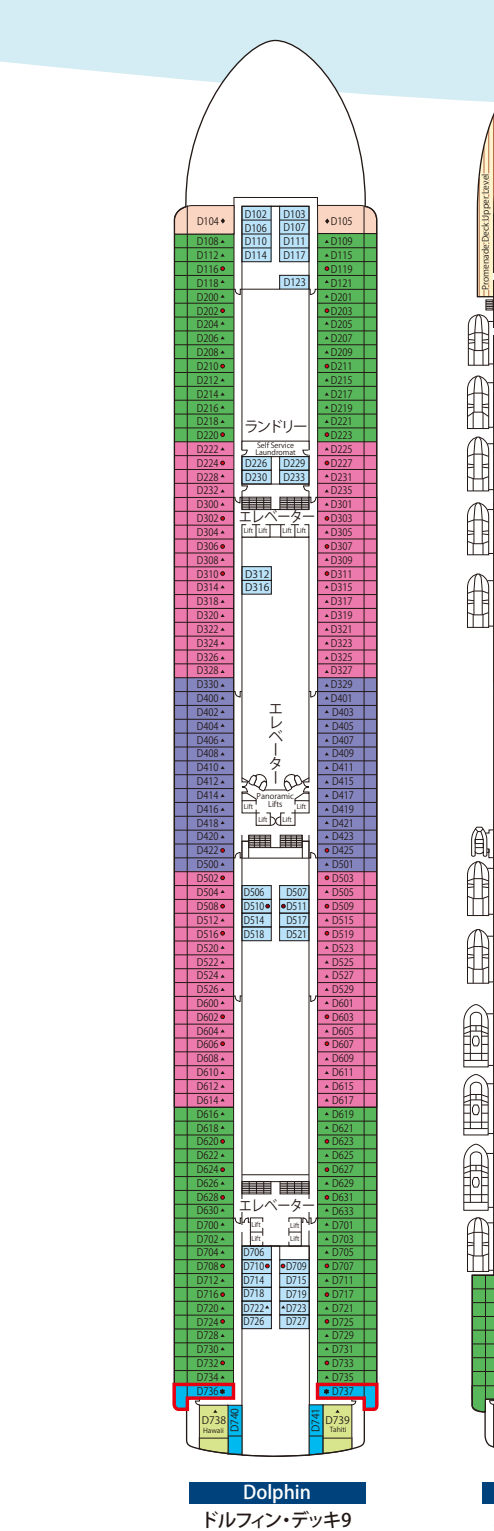 Promenade Deck Upper Level
D104♦ D102 D103 ♦D105
D106 D107
D108▲ D110 D111 ▲D109
D112▲ D114 D117 ▲D115
D116● ●D119
D118▲ D123 ▲D121
D200▲ ▲D201
D202● ●D203
D204▲ ▲D205
D206▲ ▲D207
D208▲ ▲D209
D210● ●D211
D212▲ ▲D215
D214▲ ▲D217
D216▲ ▲D219
D218▲ ランドリー ▲D221
D220● ●D223
D222▲ Self Service Laundromat ▲D225
D224● D226 D229 ●D227
D228▲ D230 D233 ▲D231
D232▲ ▲D235
D300▲ ▲D301
D302● エレベーター ●D303
D304▲ Lift Lift Lift Lift ▲D305
D306● ●D307
D308▲ ▲D309
D310● D312 ●D311
D314▲ D316 ▲D315
D318▲ ▲D317
D320▲ ▲D319
D322▲ ▲D321
D324▲ ▲D323
D326▲ ▲D325
D328▲ ▲D327
D330▲ ▲D329
D400▲ ▲D401
エレベーター
D402▲ ▲D403
D404▲ ▲D405
D406▲ ▲D407
D408▲ ▲D409
D410▲ ▲D411
D412▲ ▲D415
D414▲ Panoramic Lifts ▲D417
D416▲ Lift Lift ▲D419
D418▲ Lift Lift ▲D421
D420▲ ▲D423
D422● ●D425
D500▲ ▲D501
D502● ●D503
D504▲ D506 D507 ▲D505
D508● D510● ●D511 ●D509
D512▲ D514 D517 ▲D515
D516● D518 D521 ●D519
D520▲ ▲D523
D522▲ ▲D525
D524▲ ▲D527
D526▲ ▲D529
D600▲ ▲D601
D602● ●D603
D604▲ ▲D605
D606● ●D607
D608▲ ▲D609
D610▲ ▲D611
D612▲ ▲D615
D614▲ ▲D617
D616▲ ▲D619
D618▲ ▲D621
D620● ●D623
D622▲ ▲D625
D624● ●D627
D626▲ ▲D629
D628● ●D631
D630▲ エレベーター ▲D633
D700▲ Lift Lift ▲D701
D702▲ Lift Lift ▲D703
D704▲ D706 ▲D705
D708● D710● ●D709 ●D707
D712▲ D714 D715 ▲D711
D716● D718 D719 ●D717
D720▲ D722▲ ▲D723 ▲D721
D724● D726 D727 ●D725
D728▲ ▲D729
D730▲ ▲D731
D732● ●D733
D734▲ ▲D735
D736✱ ✱D737
▲ D738 Hawaii D740 D741 ▲ D739 Tahiti
Dolphin
ドルフィン・デッキ9